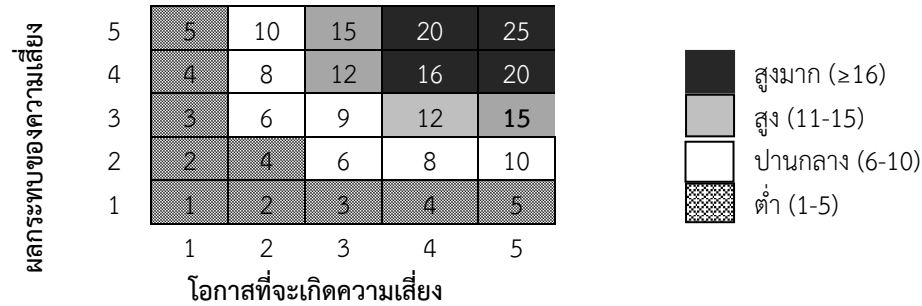 ผลกระทบของความเสี่ยง
5 5 10 15 20 25
4 4 8 12 16 20
3 3 6 9 12 15
2 2 4 6 8 10
1 1 2 3 4 5
1 2 3 4 5
โอกาสที่จะเกิดความเสี่ยง
สูงมาก (≥16)
สูง (11-15)
ปานกลาง (6-10)
ต่ำ (1-5)